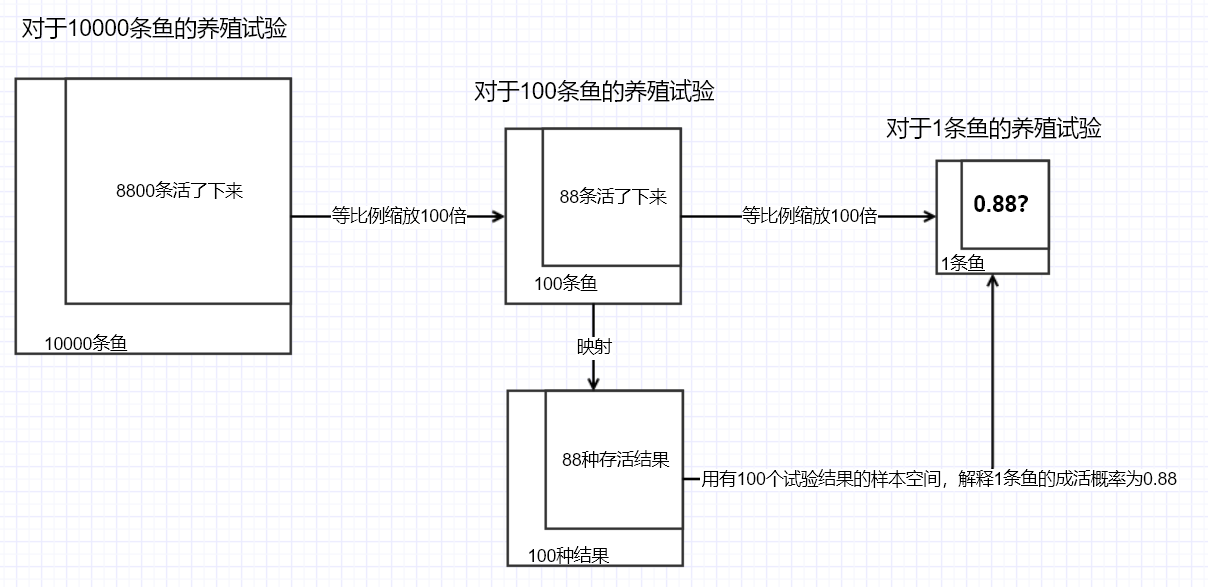 对于10000条鱼的养殖试验
8800条活了下来
10000条鱼
等比例缩放100倍
对于100条鱼的养殖试验
88条活了下来
100条鱼
等比例缩放100倍
对于1条鱼的养殖试验
0.88?
1条鱼
映射
88种存活结果
100种结果
用有100个试验结果的样本空间，解释1条鱼的成活概率为0.88